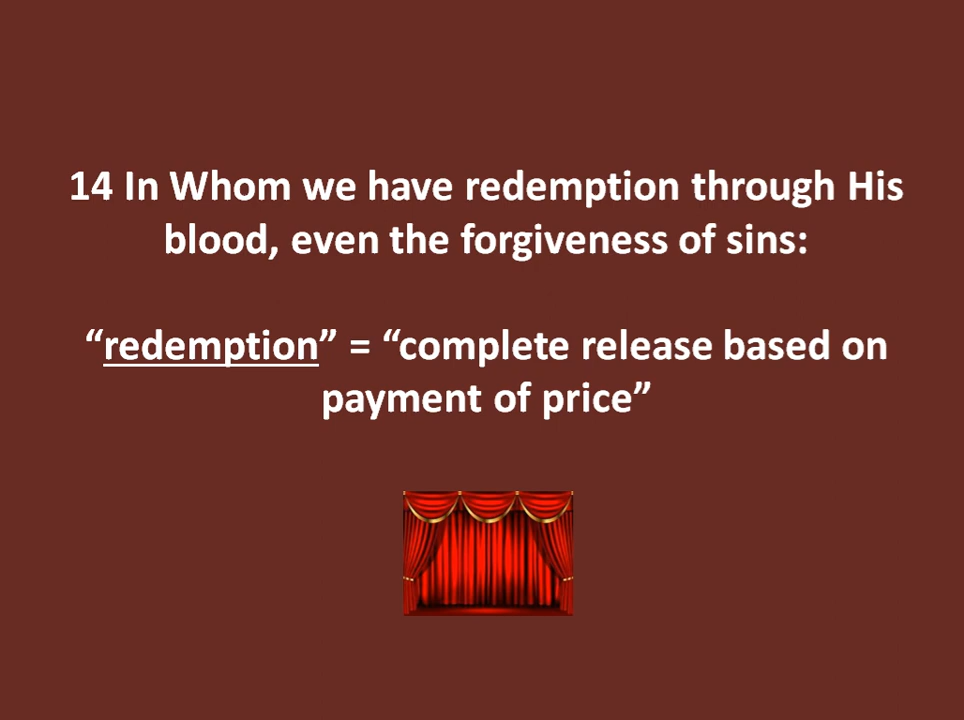 14 In Whom we have redemption through His
blood, even the forgiveness of sins:
“redemption” = “complete release based on
payment of price”